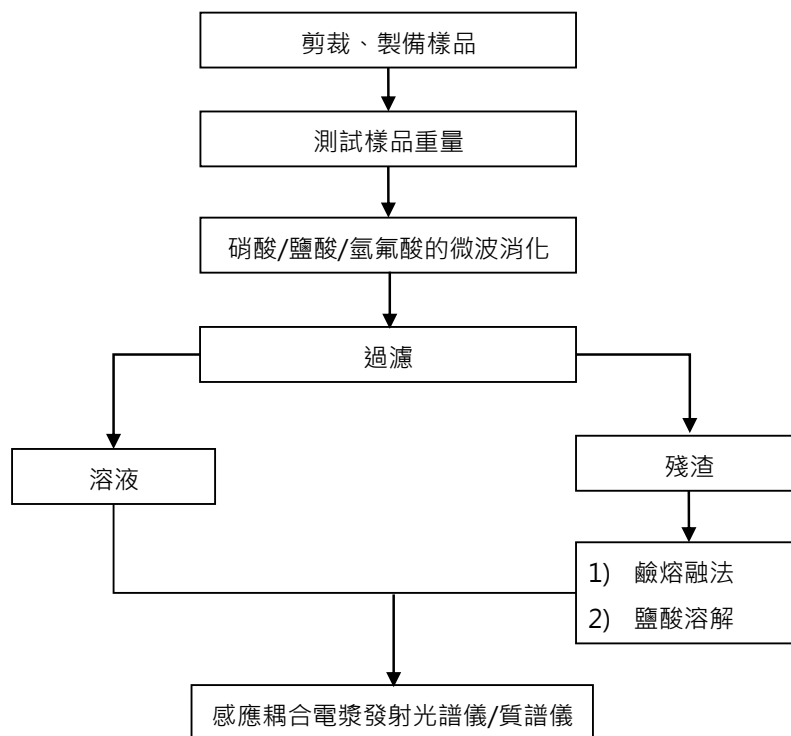 剪裁、製備樣品
測試樣品重量
硝酸/鹽酸/氫氟酸的微波消化
過濾
溶液
殘渣
1) 鹼熔融法
2) 鹽酸溶解
感應耦合電漿發射光譜儀/質譜儀